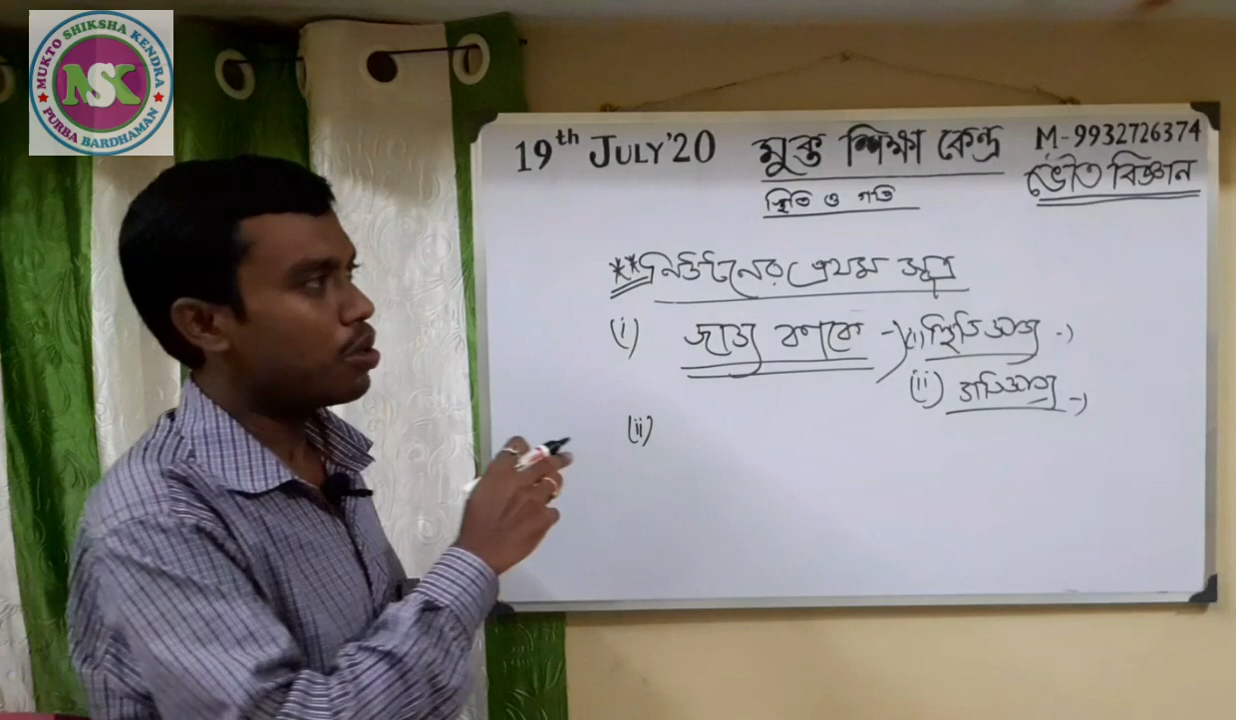 MUKTO SHIKSHA KENDRA
MSK
PURBA BARDHAMAN
19th JULY'20 মুক্ত শিক্ষা কেন্দ্র M-9932726374
স্থিতি ও গতি ভৌত বিজ্ঞান
**নিউটনের প্রথম সূত্র
(i) জাড্য কাকে -> (i) স্থিতিজাড্য -)
(ii) গতিজাড্য -)
(ii)